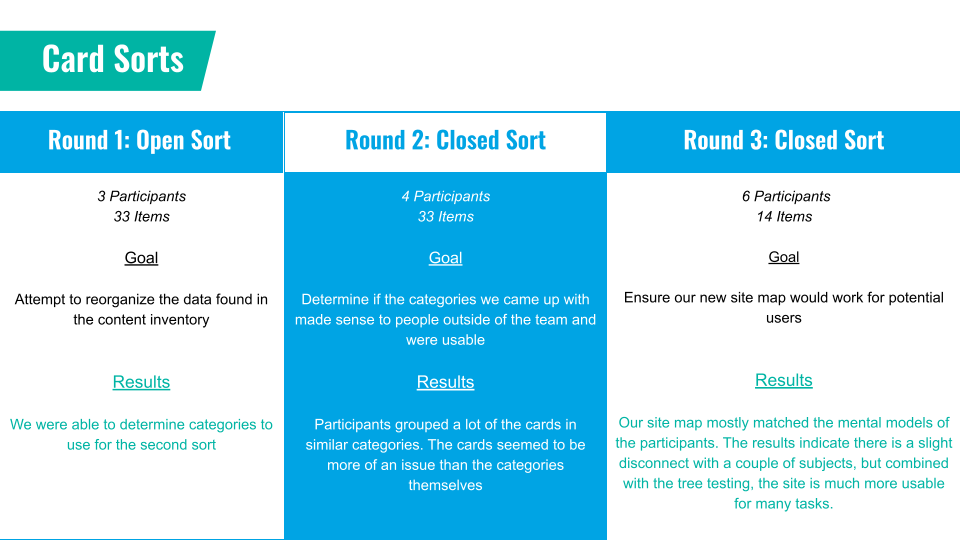 Card Sorts
Round 1: Open Sort
3 Participants
33 Items
Goal
Attempt to reorganize the data found in
the content inventory
Results
We were able to determine categories to
use for the second sort
Round 2: Closed Sort
4 Participants
33 Items
Goal
Determine if the categories we came up with
made sense to people outside of the team and
were usable
Results
Participants grouped a lot of the cards in
similar categories. The cards seemed to be
more of an issue than the categories
themselves
Round 3: Closed Sort
6 Participants
14 Items
Goal
Ensure our new site map would work for potential
users
Results
Our site map mostly matched the mental models of
the participants. The results indicate there is a slight
disconnect with a couple of subjects, but combined
with the tree testing, the site is much more usable
for many tasks.